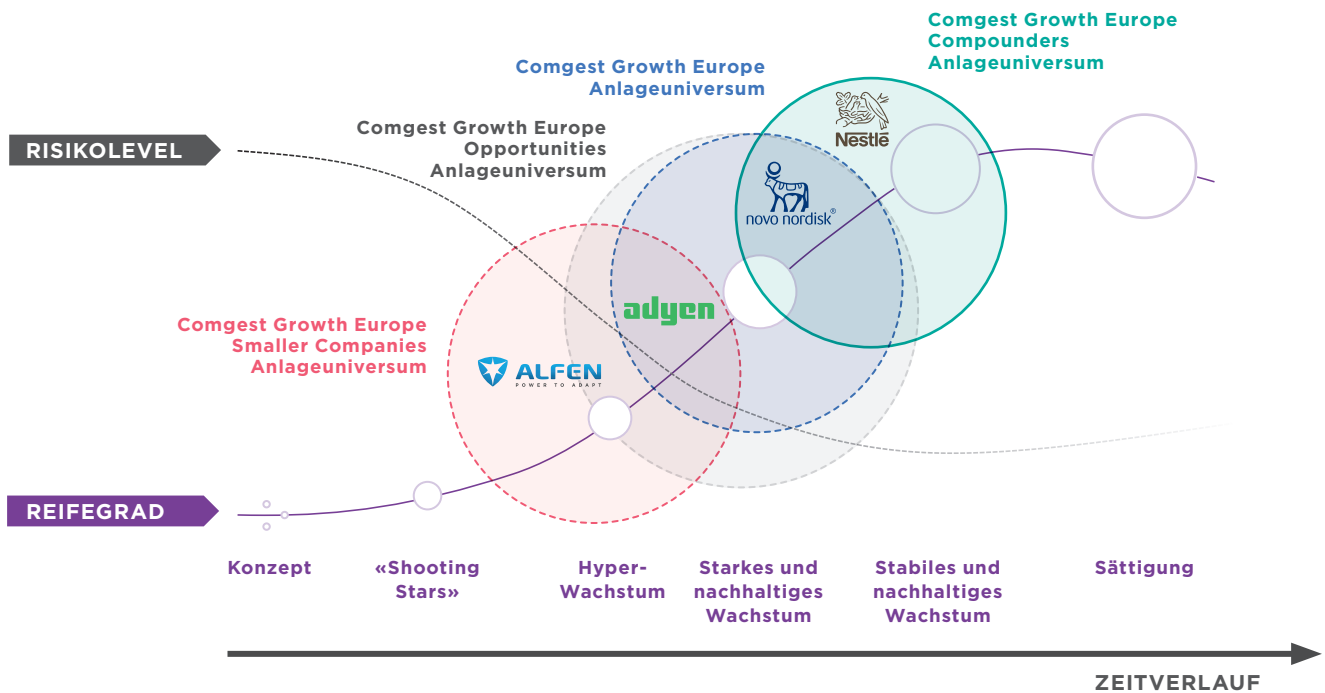 Comgest Growth Europe
Compounders
Anlageuniversum
Comgest Growth Europe
Anlageuniversum
Comgest Growth Europe
Opportunities
Anlageuniversum
RISIKOLEVEL
Nestlé
novo nordisk®
adyen
Comgest Growth Europe
Smaller Companies
Anlageuniversum
ALFEN
POWER TO ADAPT
REIFEGRAD
Konzept
«Shooting
Stars»
Hyper-
Wachstum
Starkes und
nachhaltiges
Wachstum
Stabiles und
nachhaltiges
Wachstum
Sättigung
ZEITVERLAUF